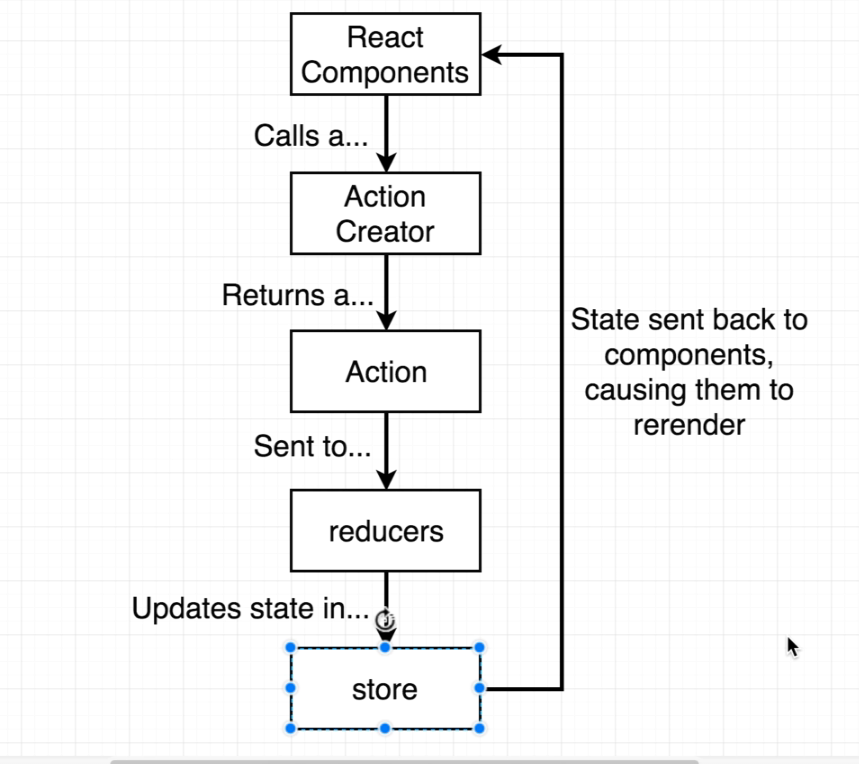 React
Components
Calls a...
Action
Creator
Returns a...
Action
Sent to...
reducers
Updates state in...
store
State sent back to
components,
causing them to
rerender